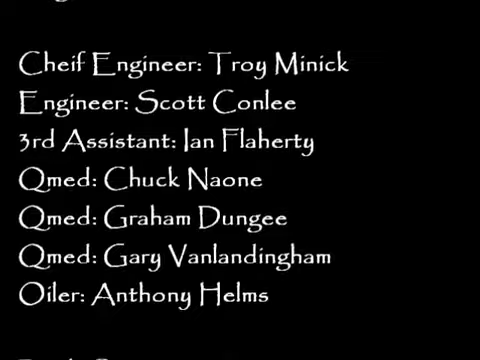 Cheif Engineer: Troy Minick
Engineer: Scott Conlee
3rd Assistant: Ian Flaherty
Qmed: Chuck Naone
Qmed: Graham Dungee
Qmed: Gary Vanlandingham
Oiler: Anthony Helms